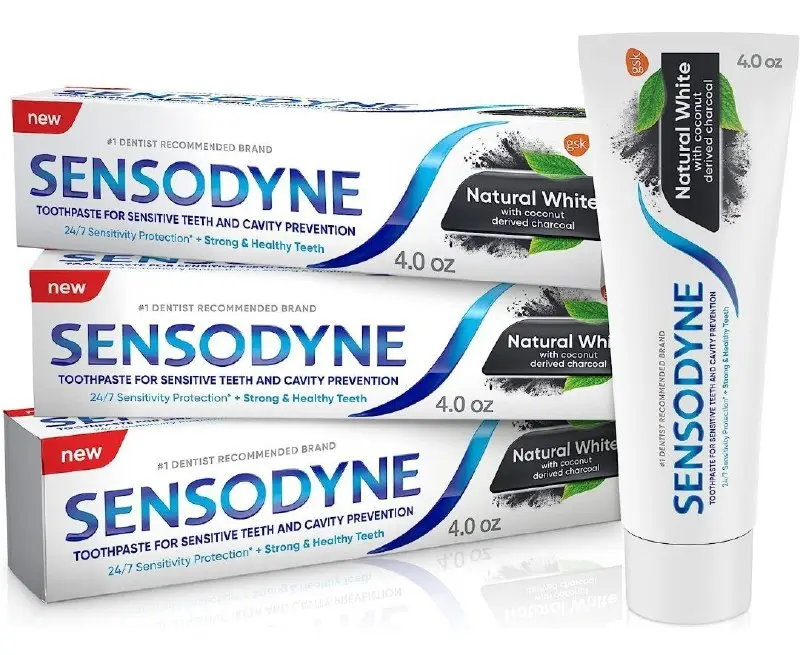 new
#1 DENTIST RECOMMENDED BRAND
SENSODYNE
TOOTHPASTE FOR SENSITIVE TEETH AND CAVITY PREVENTION
24/7 Sensitivity Protection* + Strong & Healthy Teeth
4.0 oz
gsk
Natural White
with coconut
derived charcoal
new
#1 DENTIST RECOMMENDED BRAND
SENSODYNE
TOOTHPASTE FOR SENSITIVE TEETH AND CAVITY PREVENTION
24/7 Sensitivity Protection* + Strong & Healthy Teeth
4.0 oz
Natural Whi
with coconut
derived charcoal
new
#1 DENTIST RECOMMENDED BRAND
SENSODYNE
TOOTHPASTE FOR SENSITIVE TEETH AND CAVITY PREVENTION
24/7 Sensitivity Protection* + Strong & Healthy Teeth
4.0 oz
Natural White
with coconut
derived charcoal
gsk
4.0 oz
Natural White
with coconut
derived charcoal
#1 DENTIST RECOMMENDED BRAND
SENSODYNE
TOOTHPASTE FOR SENSITIVE TEETH AND CAVITY PREVENTION
24/7 Sensitivity Protection* + Strong & Healthy Teeth